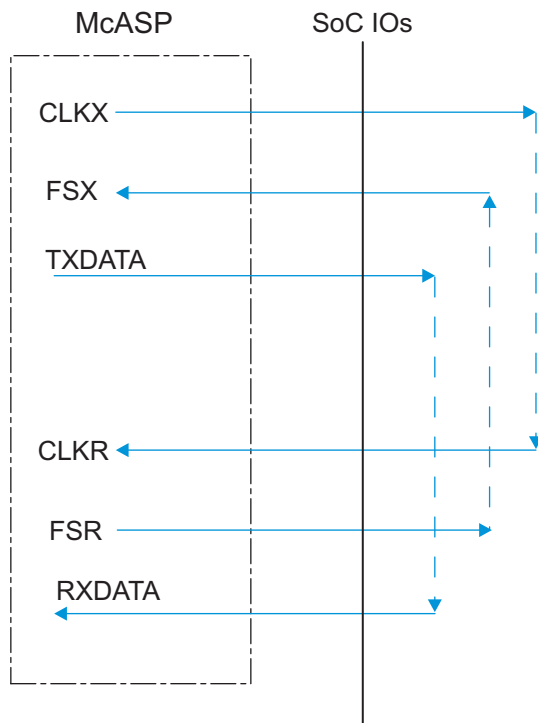 McASP
SoC IOs
CLKX
FSX
TXDATA
CLKR
FSR
RXDATA